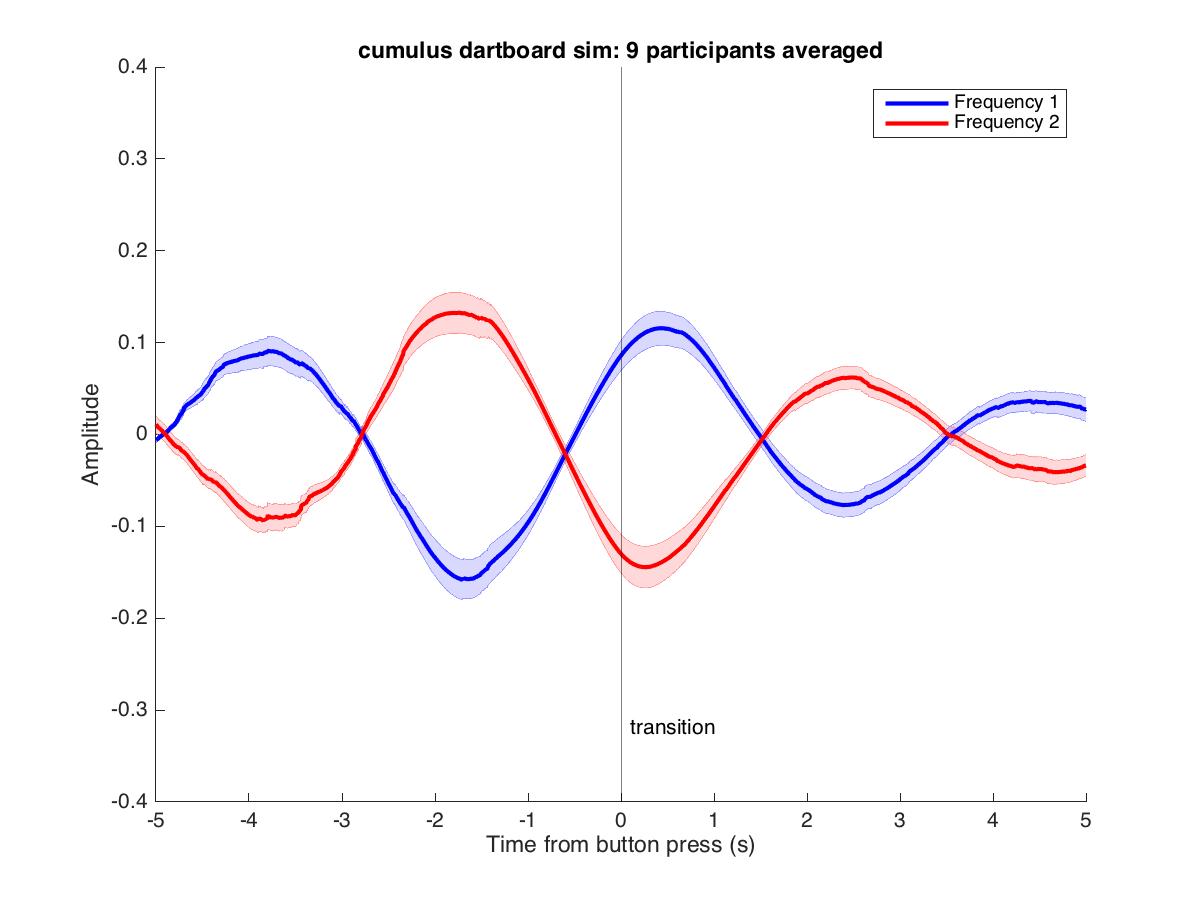 cumulus dartboard sim: 9 participants averaged
Frequency 1
Frequency 2
0.4
0.3
0.2
0.1
0
-0.1
-0.2
-0.3
-0.4
Amplitude
transition
-5 -4 -3 -2 -1 0 1 2 3 4 5
Time from button press (s)